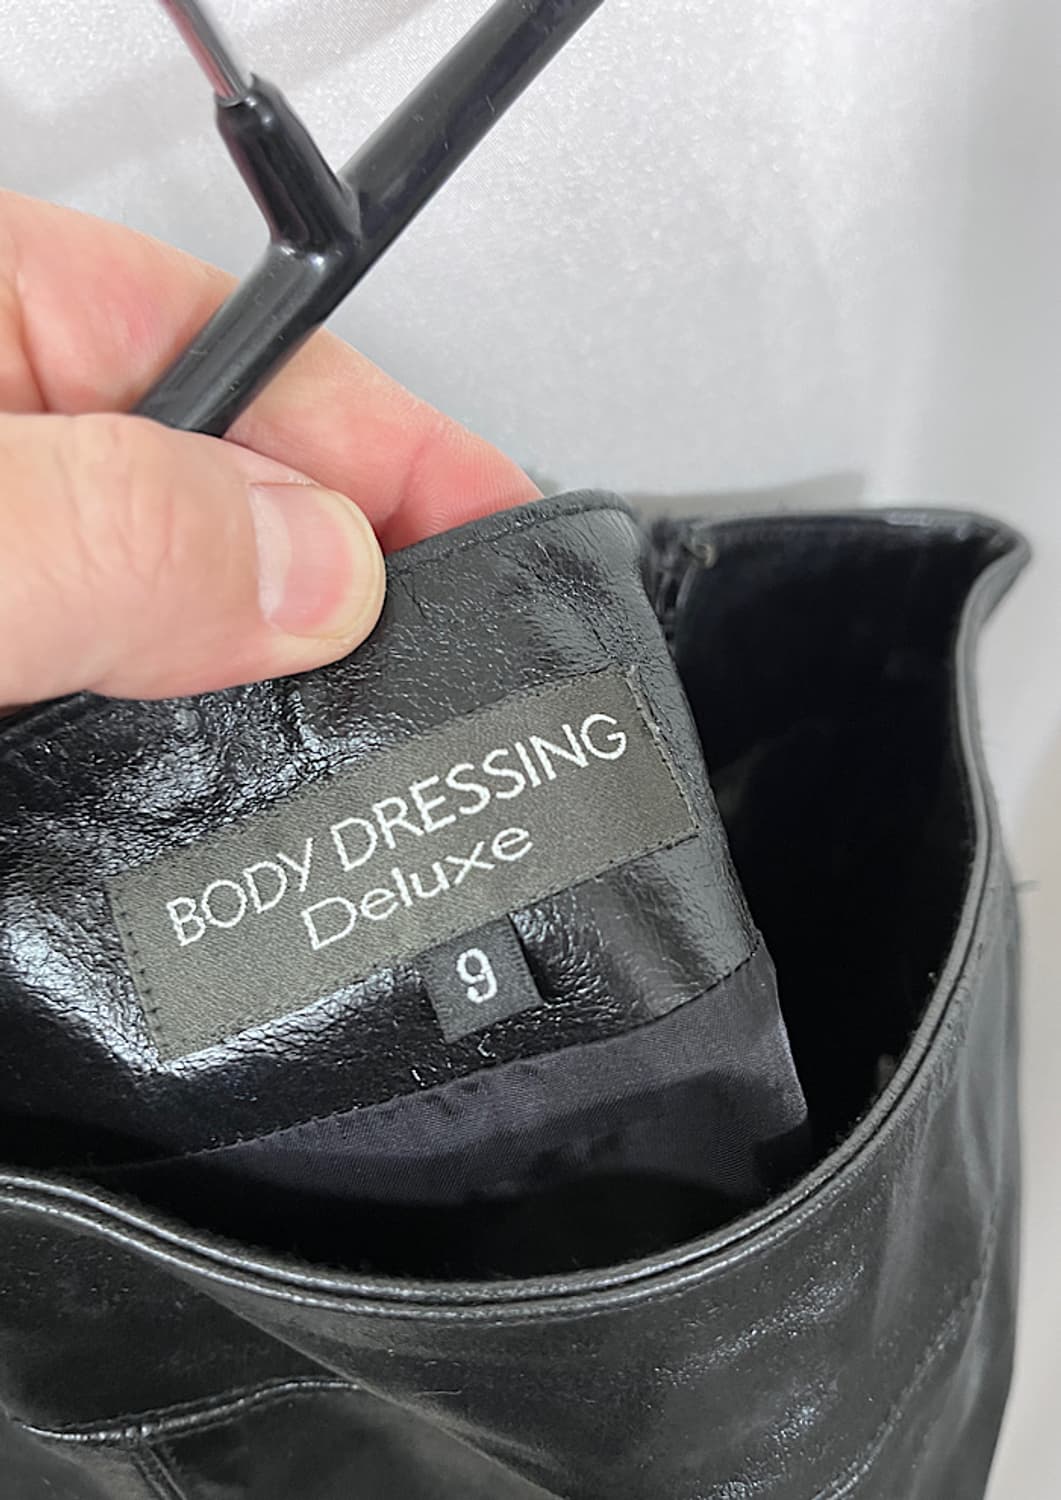 BODY DRESSING
Deluxe
9